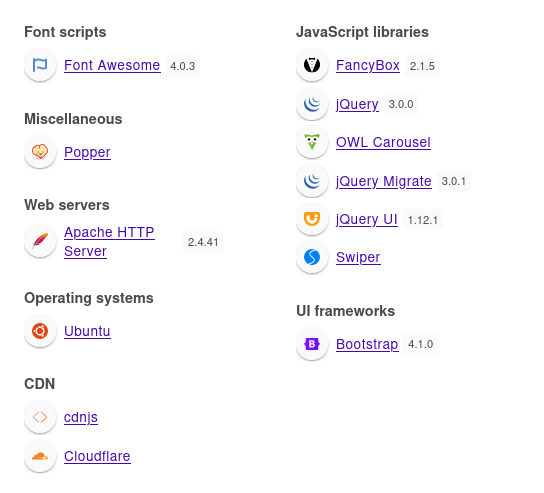 Font scripts
Font Awesome 4.0.3
Miscellaneous
Popper
Web servers
Apache HTTP
Server 2.4.41
Operating systems
Ubuntu
CDN
cdnjs
Cloudflare
JavaScript libraries
FancyBox 2.1.5
jQuery 3.0.0
OWL Carousel
jQuery Migrate 3.0.1
jQuery UI 1.12.1
Swiper
UI frameworks
B Bootstrap 4.1.0